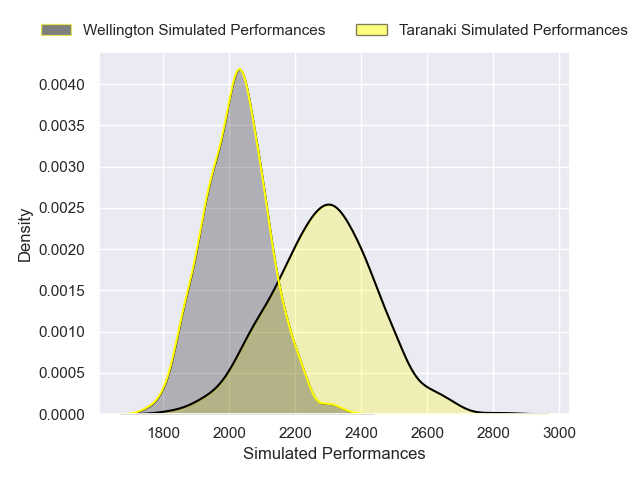 Wellington Simulated Performances
Taranaki Simulated Performances
0.0040
0.0035
0.0030
0.0025
0.0020
0.0015
0.0010
0.0005
0.0000
Density
1800 2000 2200 2400 2600 2800 3000
Simulated Performances